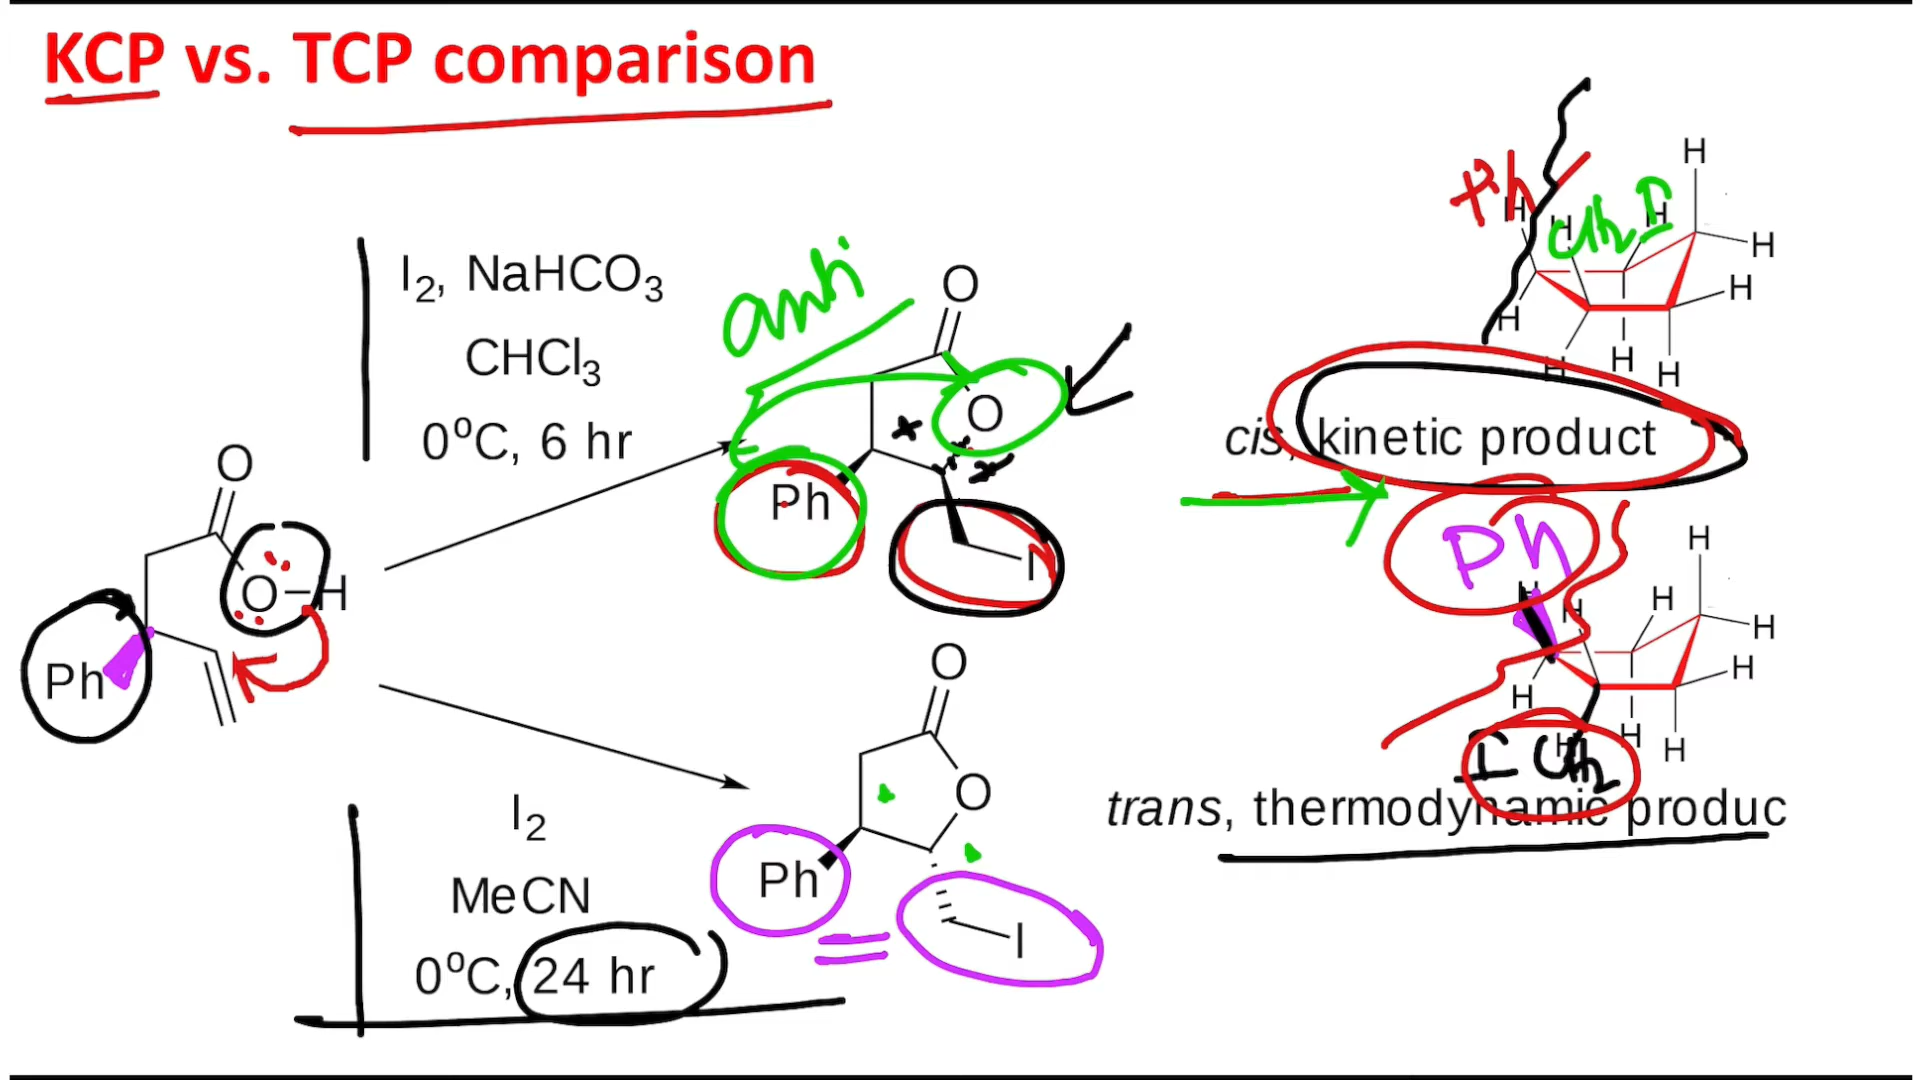 KCP vs. TCP comparison
I2, NaHCO3
CHCl3
0°C, 6 hr
anti
O
O
Ph
I
Ph
CH2I
H
H
H
H
H
H
H
H
H
H
cis, kinetic product
O
O–H
Ph
I2
MeCN
0°C, 24 hr
O
O
Ph
I
Ph
H
H
H
H
H
H
H
H
H
H
I CH2
trans, thermodynamic produc